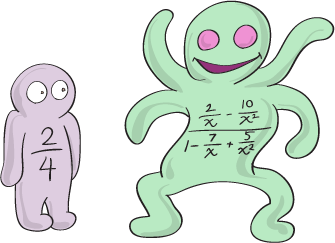 2/4
2/x - 10/x²
1 - 7/x + 5/x²